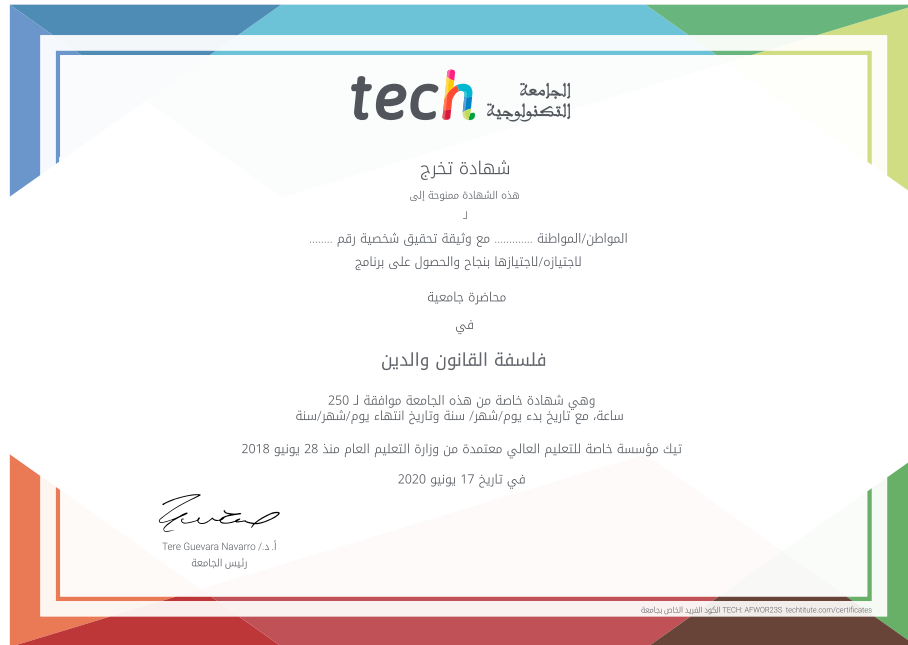 tech الجامعة
التكنولوجية
شهادة تخرج
هذه الشهادة ممنوحة إلى
لـ
المواطن/المواطنة ............ مع وثيقة تحقيق شخصية رقم ........
لاجتيازه/لاجتيازها بنجاح والحصول على برنامج
محاضرة جامعية
في
فلسفة القانون والدين
وهي شهادة خاصة من هذه الجامعة موافقة لـ 250
ساعة، مع تاريخ بدء يوم/شهر/ سنة وتاريخ انتهاء يوم/شهر/سنة
تيك مؤسسة خاصة للتعليم العالي معتمدة من وزارة التعليم العام منذ 28 يونيو 2018
في تاريخ 17 يونيو 2020
أ. د./ Tere Guevara Navarro
رئيس الجامعة
الكود الفريد الخاص بجامعة TECH: AFWOR23S techtitute.com/certificates